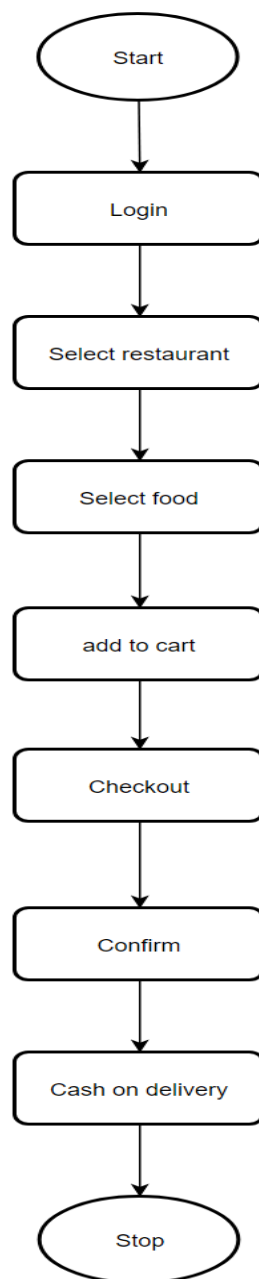 Start
Login
Select restaurant
Select food
add to cart
Checkout
Confirm
Cash on delivery
Stop